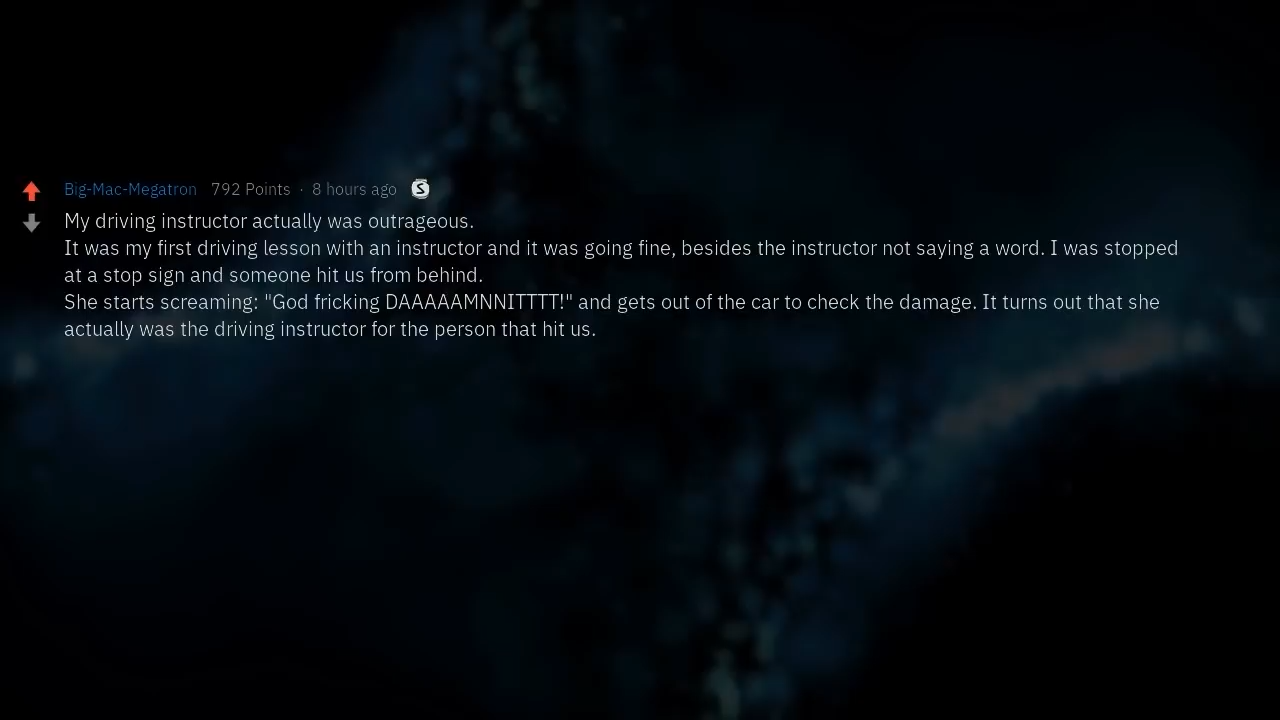 Big-Mac-Megatron 792 Points · 8 hours ago S
My driving instructor actually was outrageous.
It was my first driving lesson with an instructor and it was going fine, besides the instructor not saying a word. I was stopped
at a stop sign and someone hit us from behind.
She starts screaming: "God fricking DAAAAAMNNITTTT!" and gets out of the car to check the damage. It turns out that she
actually was the driving instructor for the person that hit us.